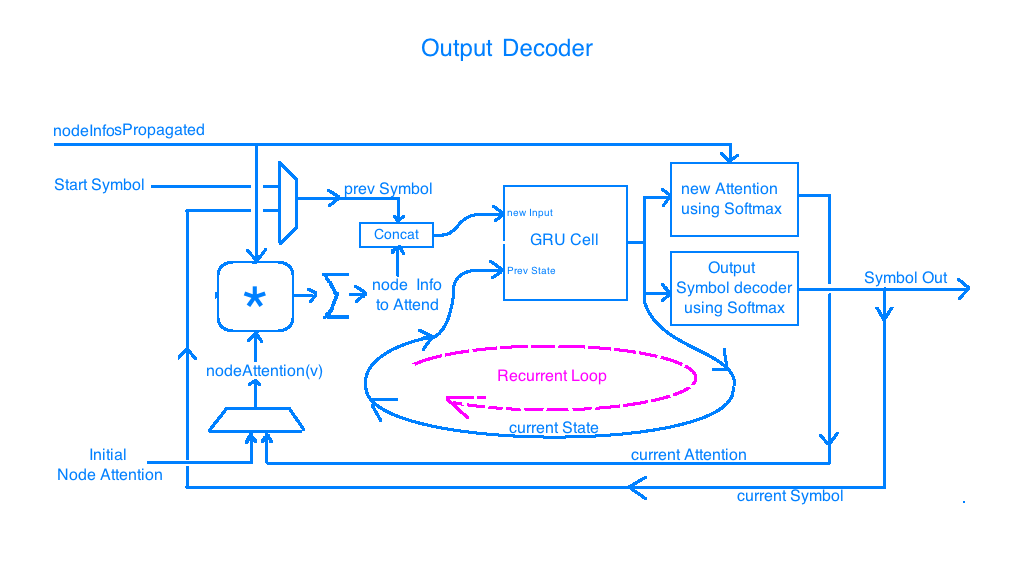 Output Decoder
nodeInfosPropagated
Start Symbol
prev Symbol
Concat
new Input
GRU Cell
Prev State
new Attention
using Softmax
Output
Symbol decoder
using Softmax
Symbol Out
*
Σ
node Info
to Attend
nodeAttention(v)
Recurrent Loop
current State
Initial
Node Attention
current Attention
current Symbol